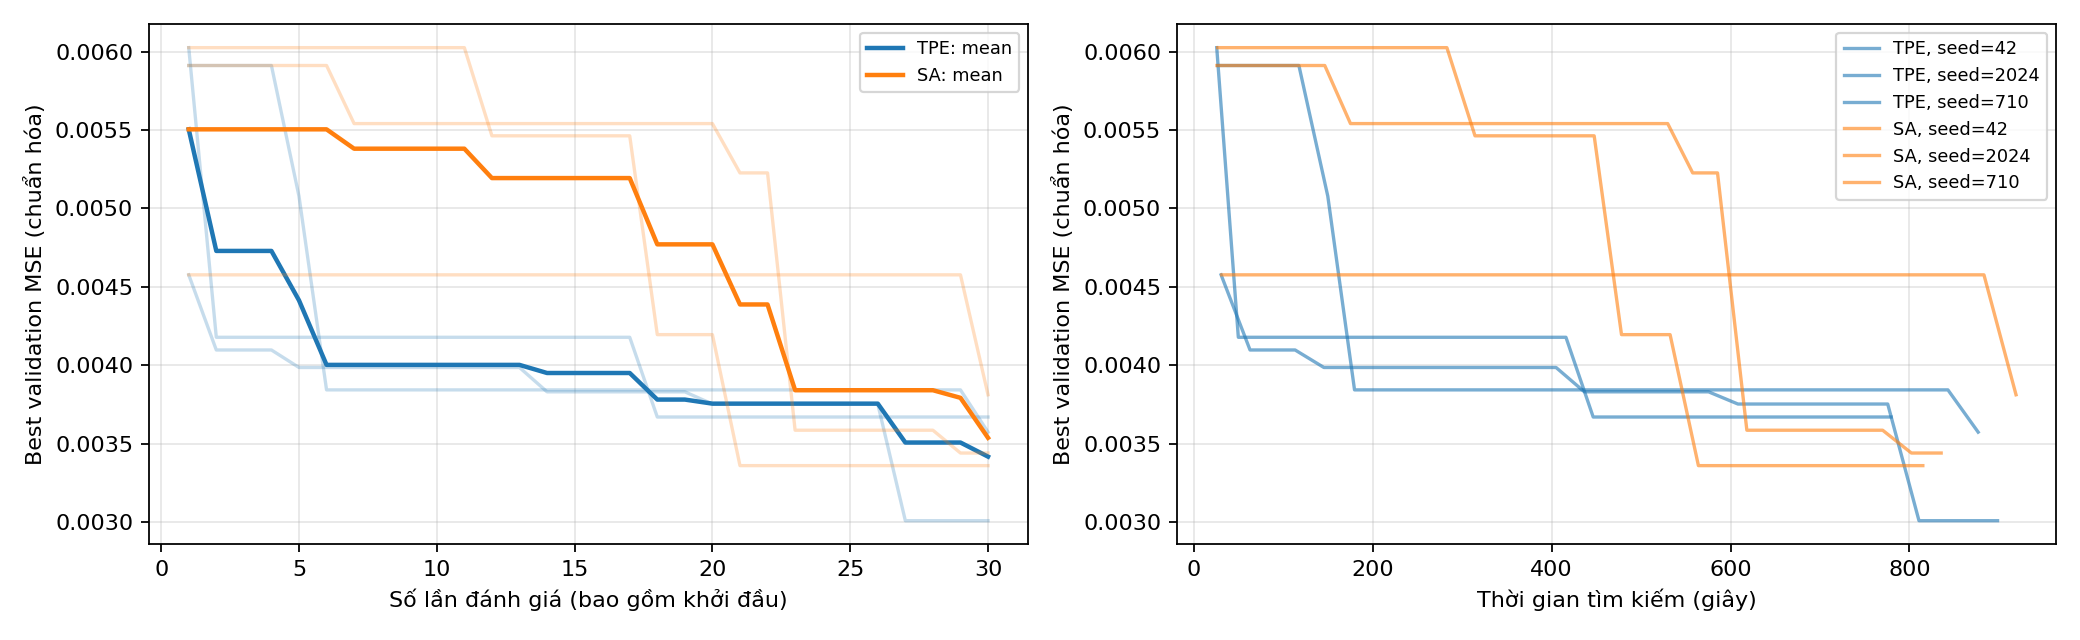 Best validation MSE (chuẩn hóa)
0.0060
0.0055
0.0050
0.0045
0.0040
0.0035
0.0030
TPE: mean
SA: mean
0 5 10 15 20 25 30
Số lần đánh giá (bao gồm khởi đầu)
Best validation MSE (chuẩn hóa)
0.0060
0.0055
0.0050
0.0045
0.0040
0.0035
0.0030
TPE, seed=42
TPE, seed=2024
TPE, seed=710
SA, seed=42
SA, seed=2024
SA, seed=710
0 200 400 600 800
Thời gian tìm kiếm (giây)